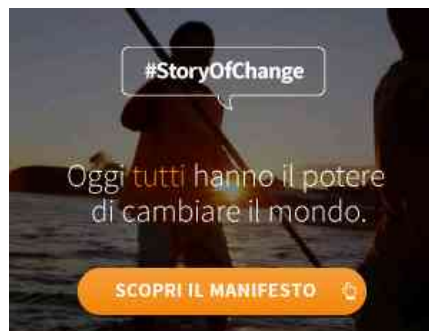 #StoryOfChange
Oggi tutti hanno il potere
di cambiare il mondo.
SCOPRI IL MANIFESTO